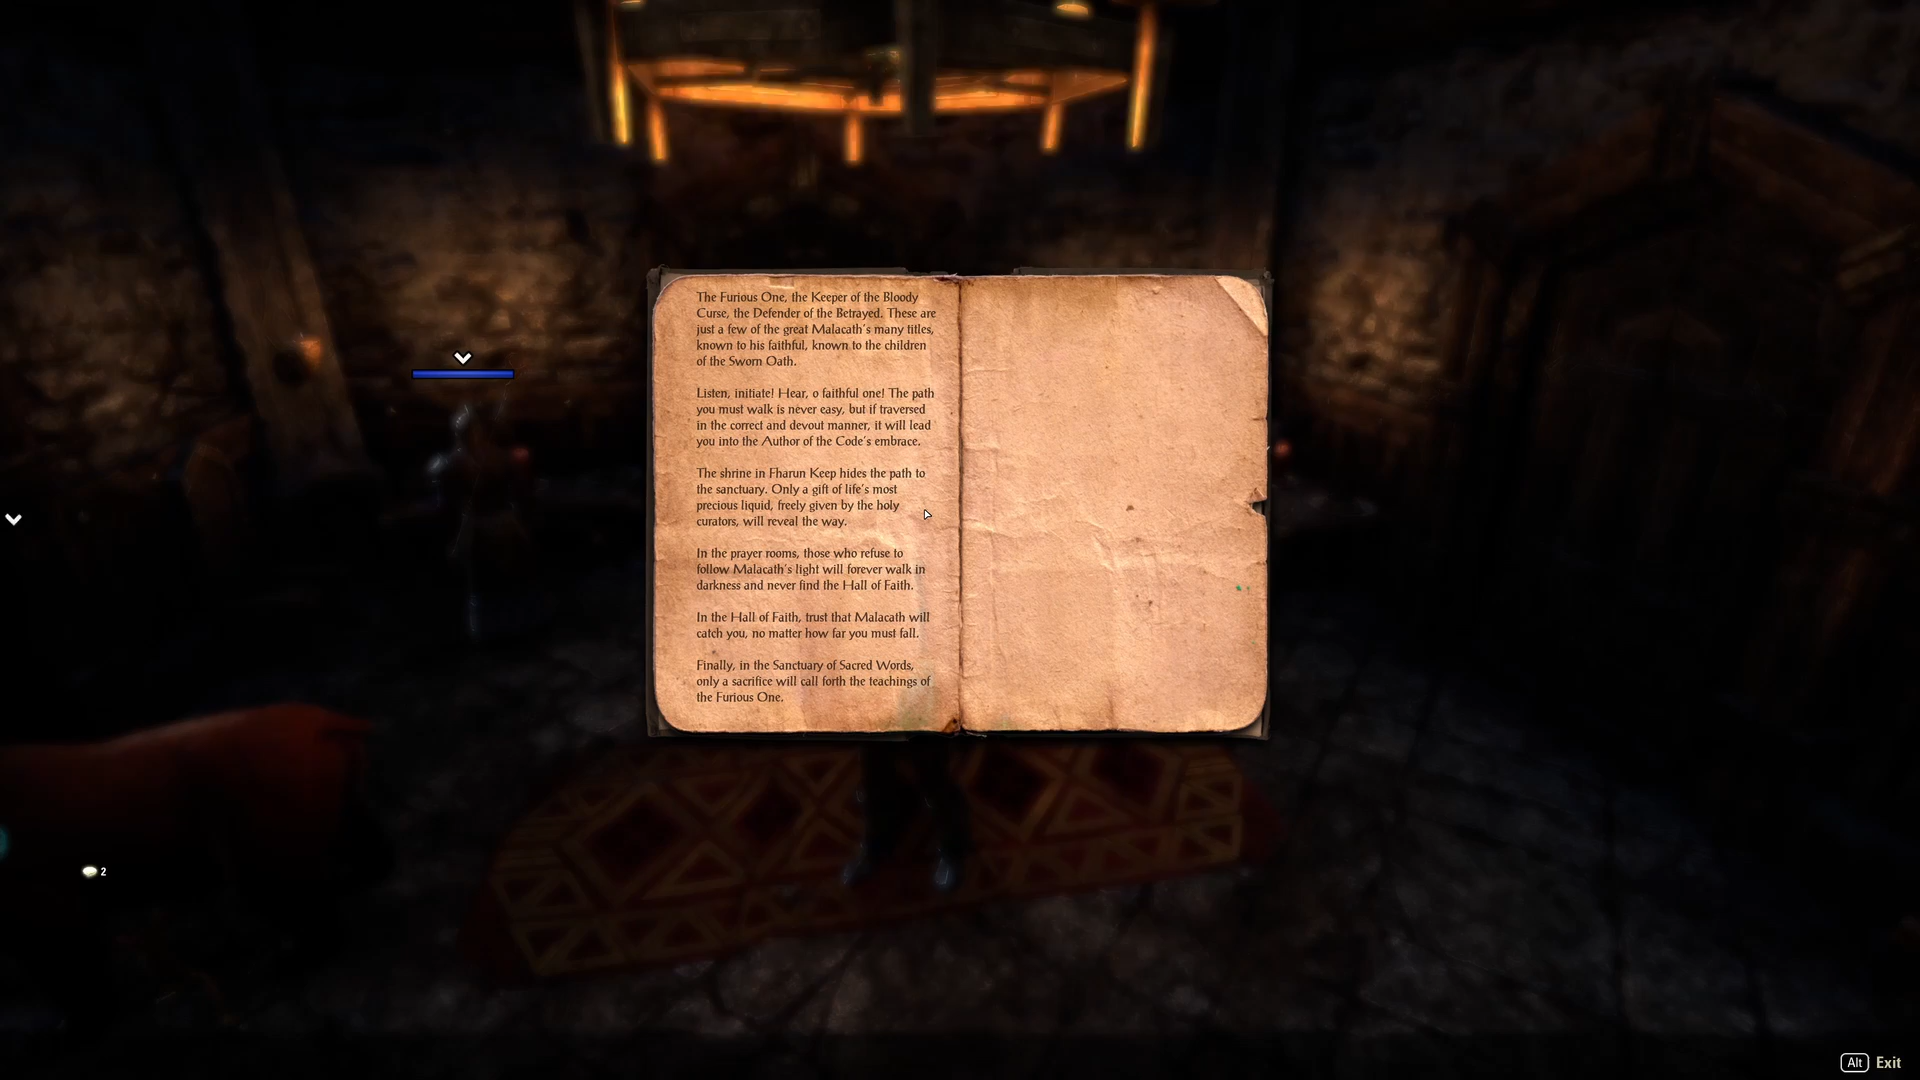 The Furious One, the Keeper of the Bloody
Curse, the Defender of the Betrayed. These are
just a few of the great Malacath's many titles,
known to his faithful, known to the children
of the Sworn Oath.
Listen, initiate! Hear, o faithful one! The path
you must walk is never easy, but if traversed
in the correct and devout manner, it will lead
you into the Author of the Code's embrace.
The shrine in Fharun Keep hides the path to
the sanctuary. Only a gift of life's most
precious liquid, freely given by the holy
curators, will reveal the way.
In the prayer rooms, those who refuse to
follow Malacath's light will forever walk in
darkness and never find the Hall of Faith.
In the Hall of Faith, trust that Malacath will
catch you, no matter how far you must fall.
Finally, in the Sanctuary of Sacred Words,
only a sacrifice will call forth the teachings of
the Furious One.
2
Alt Exit